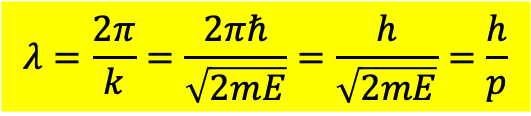 λ = 2π/k = 2πħ/√2mE = h/√2mE = h/p